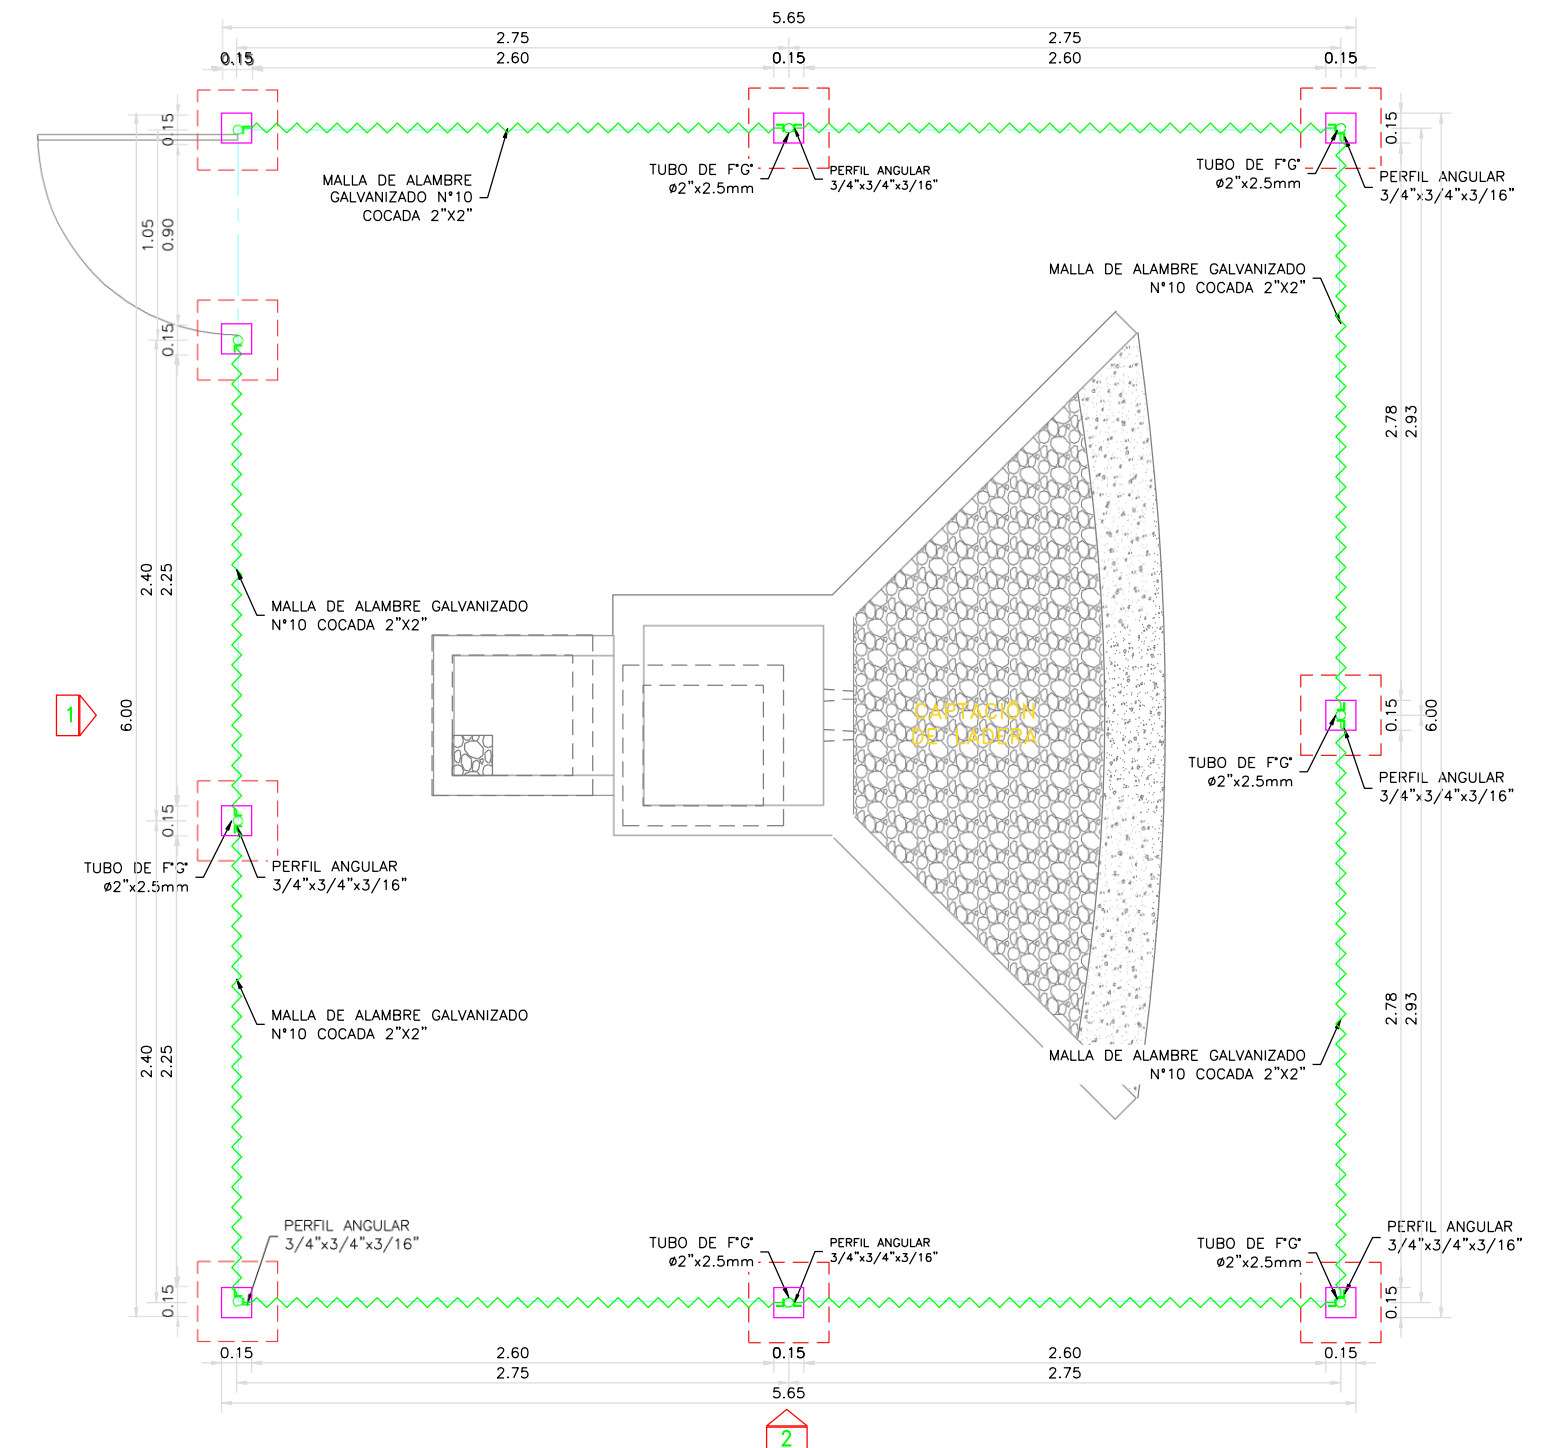 5.65
2.75 2.75
0.15 2.60 0.15 2.60 0.15
0.15
0.15
0.15
TUBO DE F°G°
ø2"x2.5mm
PERFIL ANGULAR
3/4"x3/4"x3/16"
TUBO DE F°G°
ø2"x2.5mm
PERFIL ANGULAR
3/4"x3/4"x3/16"
MALLA DE ALAMBRE
GALVANIZADO N°10
COCADA 2"X2"
1.05
0.90
0.15
MALLA DE ALAMBRE GALVANIZADO
N°10 COCADA 2"X2"
2.78
2.93
2.40
2.25
MALLA DE ALAMBRE GALVANIZADO
N°10 COCADA 2"X2"
1
6.00
CAPTACIÓN
DE LADERA
0.15
6.00
TUBO DE F°G°
ø2"x2.5mm
PERFIL ANGULAR
3/4"x3/4"x3/16"
0.15
TUBO DE F°G°
ø2"x2.5mm
PERFIL ANGULAR
3/4"x3/4"x3/16"
MALLA DE ALAMBRE GALVANIZADO
N°10 COCADA 2"X2"
2.40
2.25
2.78
2.93
MALLA DE ALAMBRE GALVANIZADO
N°10 COCADA 2"X2"
PERFIL ANGULAR
3/4"x3/4"x3/16"
TUBO DE F°G°
ø2"x2.5mm
PERFIL ANGULAR
3/4"x3/4"x3/16"
TUBO DE F°G°
ø2"x2.5mm
PERFIL ANGULAR
3/4"x3/4"x3/16"
0.15
0.15
0.15 2.60 0.15 2.60 0.15
2.75 2.75
5.65
2